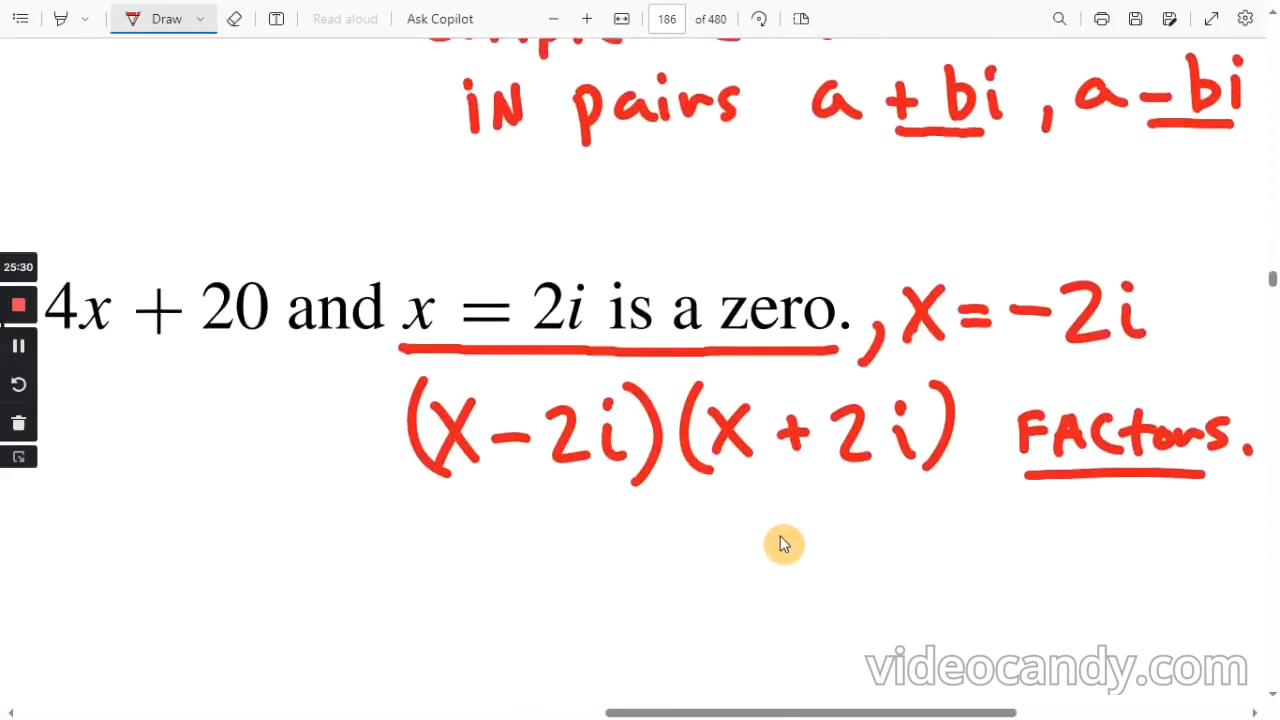 Draw
Read aloud
Ask Copilot
186 of 480
in pairs a + bi , a - bi
25:30
4x + 20 and x = 2i is a zero. , x = -2i
(x - 2i)(x + 2i) FACtors.
videocandy.com